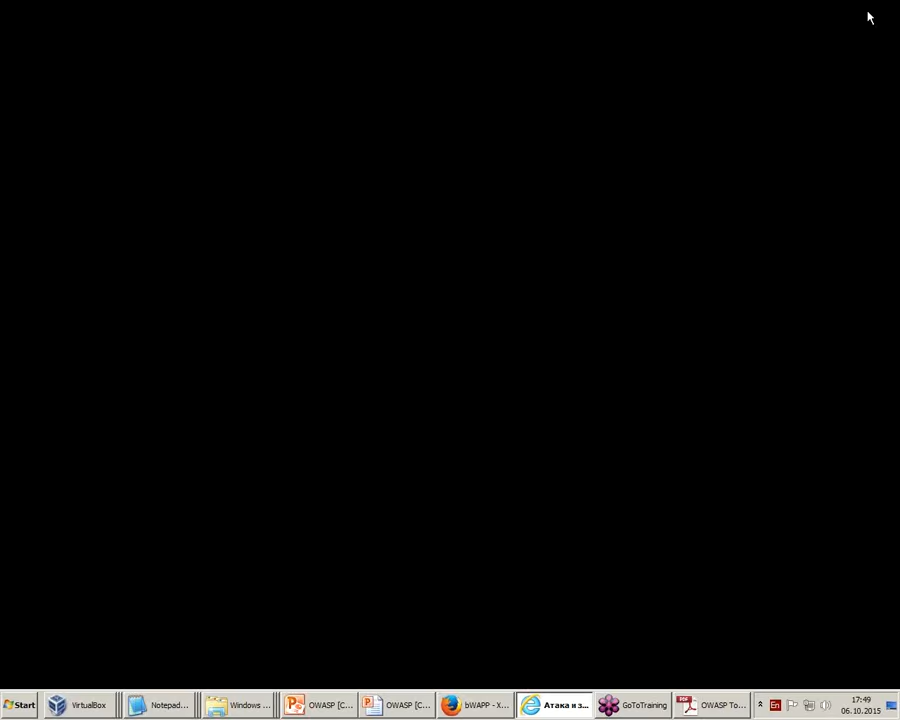 Start
VirtualBox
Notepad...
Windows ...
OWASP [C...
OWASP [C...
bWAPP - X...
Атака и з...
GoToTraining
OWASP To...
En
17:49
06.10.2015